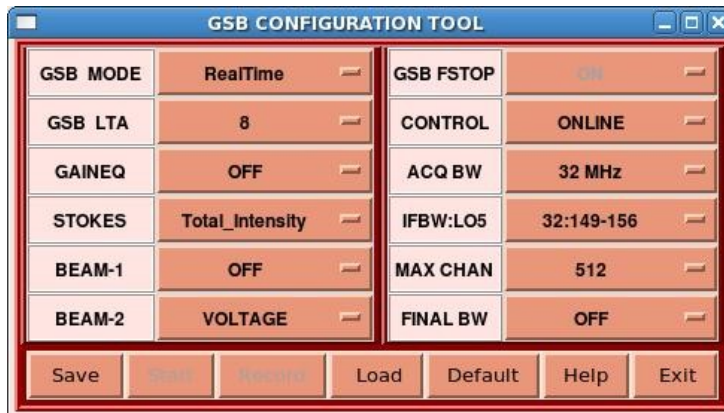 GSB CONFIGURATION TOOL
GSB MODE RealTime GSB FSTOP ON
GSB LTA 8 CONTROL ONLINE
GAINEQ OFF ACQ BW 32 MHz
STOKES Total_Intensity IFBW:LO5 32:149-156
BEAM-1 OFF MAX CHAN 512
BEAM-2 VOLTAGE FINAL BW OFF
Save Start Record Load Default Help Exit